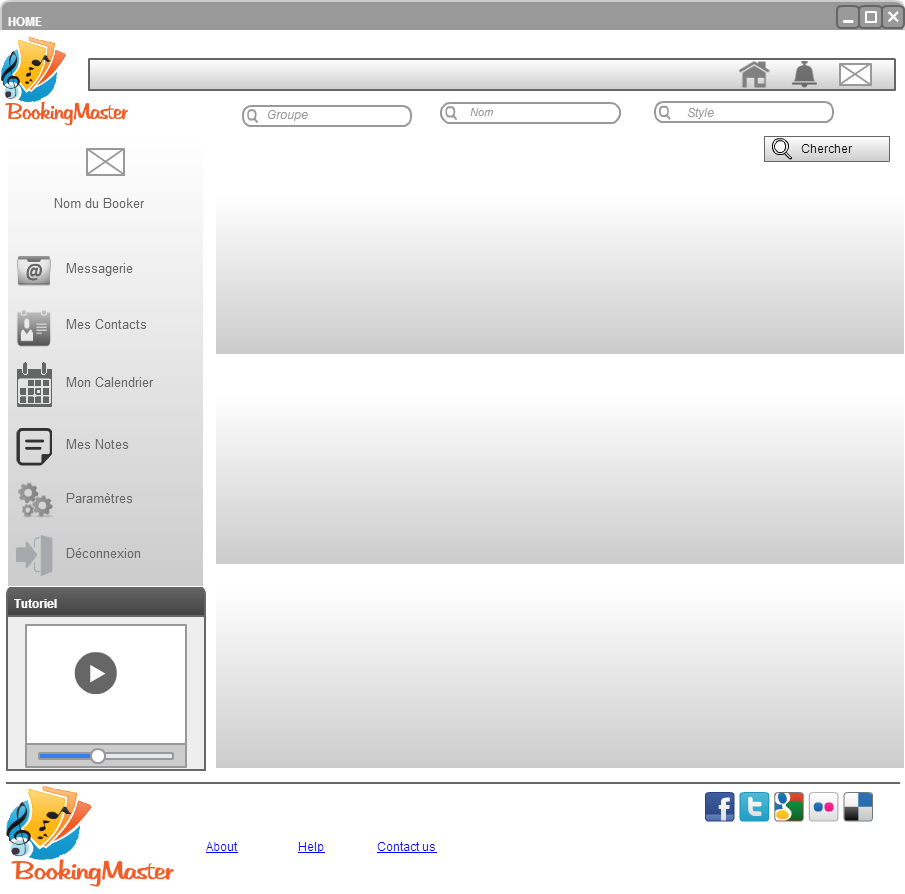 HOME
BookingMaster
Groupe
Nom
Style
Chercher
Nom du Booker
@
Messagerie
Mes Contacts
Mon Calendrier
Mes Notes
Paramètres
Déconnexion
Tutoriel
BookingMaster
About
Help
Contact us